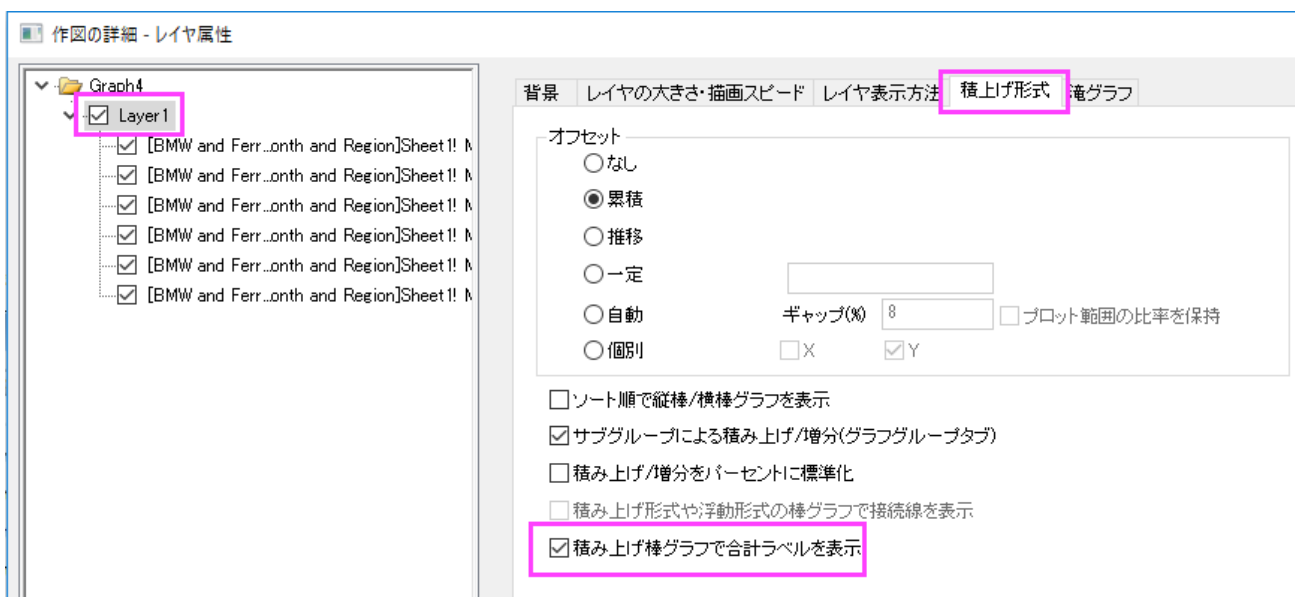 作図の詳細 - レイヤ属性
Graph4
Layer1
[BMW and Ferr...onth and Region]Sheet1! M
[BMW and Ferr...onth and Region]Sheet1! M
[BMW and Ferr...onth and Region]Sheet1! M
[BMW and Ferr...onth and Region]Sheet1! M
[BMW and Ferr...onth and Region]Sheet1! M
[BMW and Ferr...onth and Region]Sheet1! M
背景 レイヤの大きさ・描画スピード レイヤ表示方法 積上げ形式 滝グラフ
オフセット
なし
累積
推移
一定
自動 ギャップ(%) 8 プロット範囲の比率を保持
個別 X Y
ソート順で縦棒/横棒グラフを表示
サブグループによる積み上げ/増分(グラフグループタブ)
積み上げ/増分をパーセントに標準化
積み上げ形式や浮動形式の棒グラフで接続線を表示
積み上げ棒グラフで合計ラベルを表示